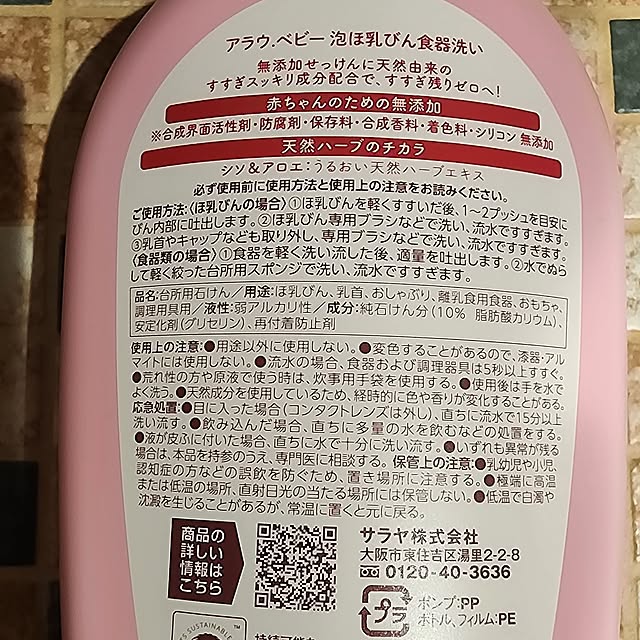 アラウ.ベビー 泡ほ乳びん食器洗い
無添加せっけんに天然由来の
すすぎスッキリ成分配合で、すすぎ残りゼロへ!
赤ちゃんのための無添加
※合成界面活性剤・防腐剤・保存料・合成香料・着色料・シリコン 無添加
天然ハーブのチカラ
シソ&アロエ:うるおい天然ハーブエキス
必ず使用前に使用方法と使用上の注意をお読みください。
ご使用方法:〈ほ乳びんの場合〉①ほ乳びんを軽くすすいだ後、1〜2プッシュを目安に
びん内部に吐出します。②ほ乳びん専用ブラシなどで洗い、流水ですすぎます。
③乳首やキャップなども取り外し、専用ブラシなどで洗い、流水ですすぎます。
〈食器類の場合〉①食器を軽く洗い流した後、適量を吐出します。②水でぬら
して軽く絞った台所用スポンジで洗い、流水ですすぎます。
品名:台所用石けん/用途:ほ乳びん、乳首、おしゃぶり、離乳食用食器、おもちゃ、
調理用具用/液性:弱アルカリ性/成分:純石けん分(10% 脂肪酸カリウム)、
安定化剤(グリセリン)、再付着防止剤
使用上の注意:●用途以外に使用しない。●変色することがあるので、漆器・アル
マイトには使用しない。●流水の場合、食器および調理器具は5秒以上すすぐ。
●荒れ性の方や原液で使う時は、炊事用手袋を使用する。●使用後は手を水で
よく洗う。●天然成分を使用しているため、経時的に色や香りが変化することがある。
応急処置:●目に入った場合(コンタクトレンズは外し)、直ちに流水で15分以上
洗い流す。●飲み込んだ場合、直ちに多量の水を飲むなどの処置をする。
●液が皮ふに付いた場合、直ちに水で十分に洗い流す。●いずれも異常が残る
場合は、本品を持参のうえ、専門医に相談する。保管上の注意:●乳幼児や小児、
認知症の方などの誤飲を防ぐため、置き場所に注意する。●極端に高温
または低温の場所、直射日光の当たる場所には保管しない。●低温で白濁や
沈澱を生じることがあるが、常温に置くと元に戻る。
商品の
詳しい
情報は
こちら
サラヤ株式会社
大阪市東住吉区湯里2-2-8
0120-40-3636
プラ
ポンプ:PP
ボトル、フィルム:PE
SUSTAINABLE